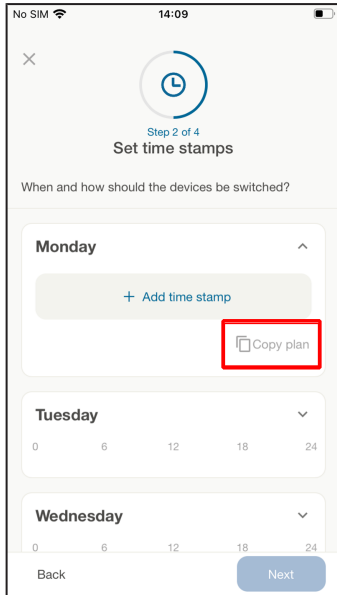 No SIM 14:09
Step 2 of 4
Set time stamps
When and how should the devices be switched?
Monday
+ Add time stamp
Copy plan
Tuesday
0 6 12 18 24
Wednesday
0 6 12 18 24
Back Next